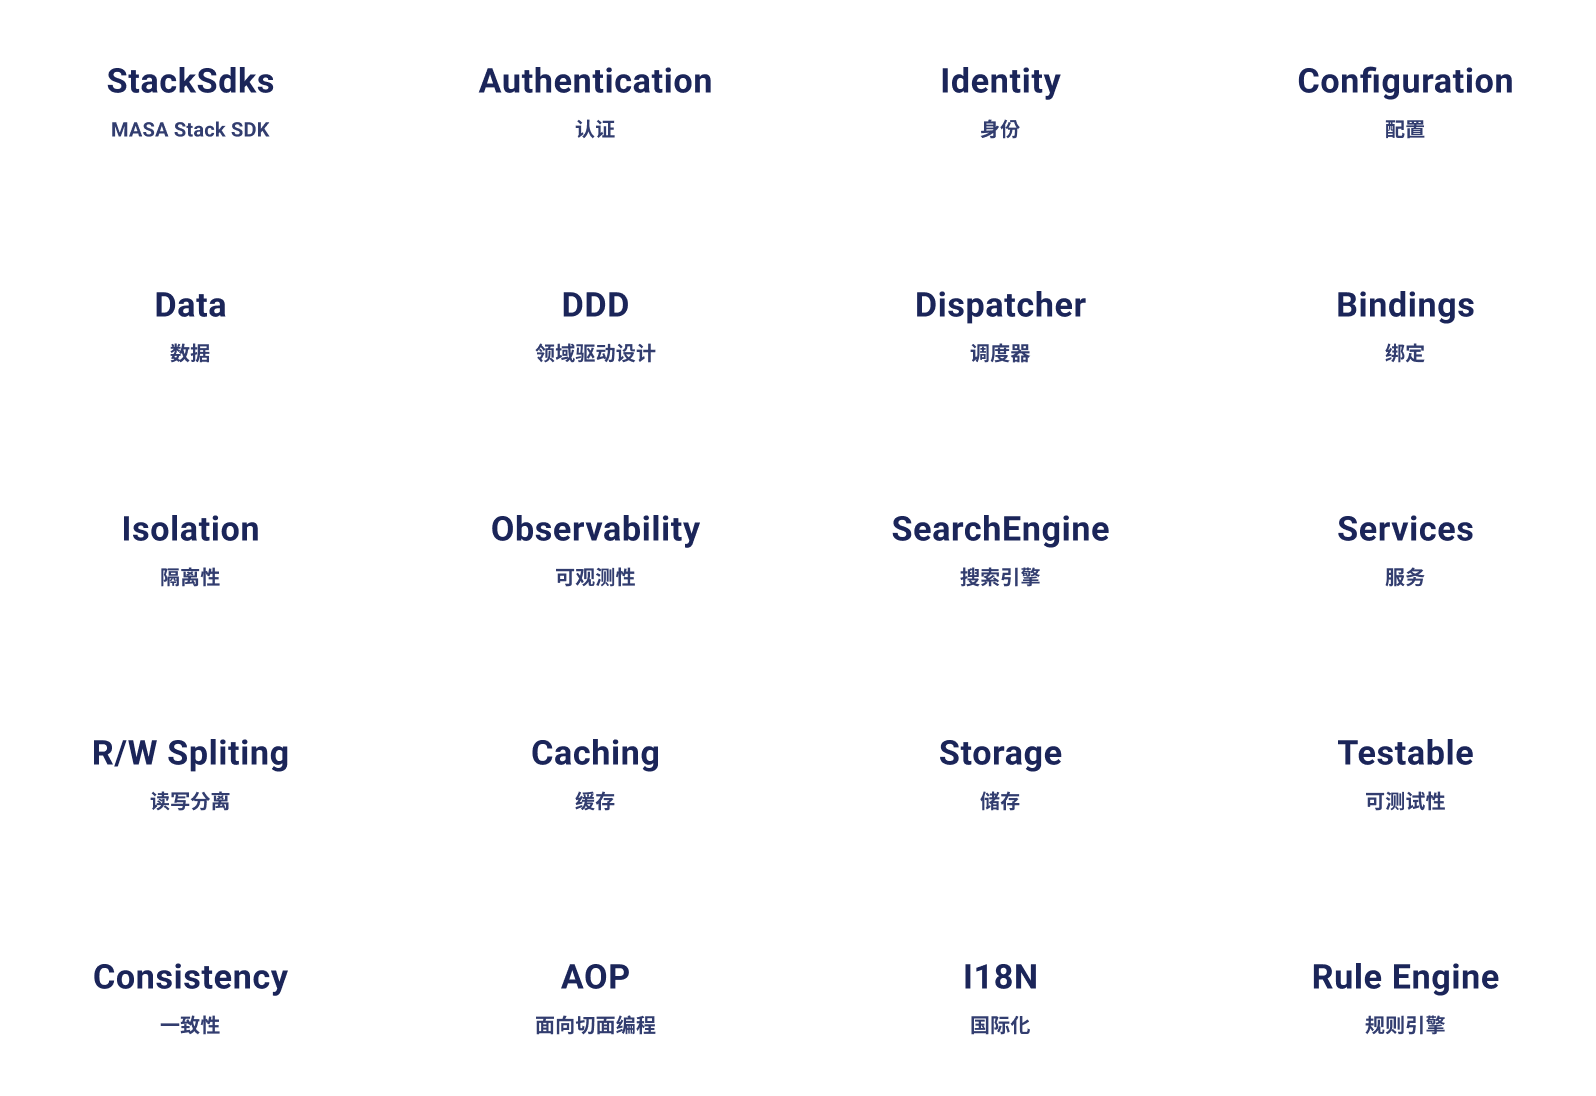 StackSdks
MASA Stack SDK
Authentication
认证
Identity
身份
Configuration
配置
Data
数据
DDD
领域驱动设计
Dispatcher
调度器
Bindings
绑定
Isolation
隔离性
Observability
可观测性
SearchEngine
搜索引擎
Services
服务
R/W Spliting
读写分离
Caching
缓存
Storage
储存
Testable
可测试性
Consistency
一致性
AOP
面向切面编程
I18N
国际化
Rule Engine
规则引擎